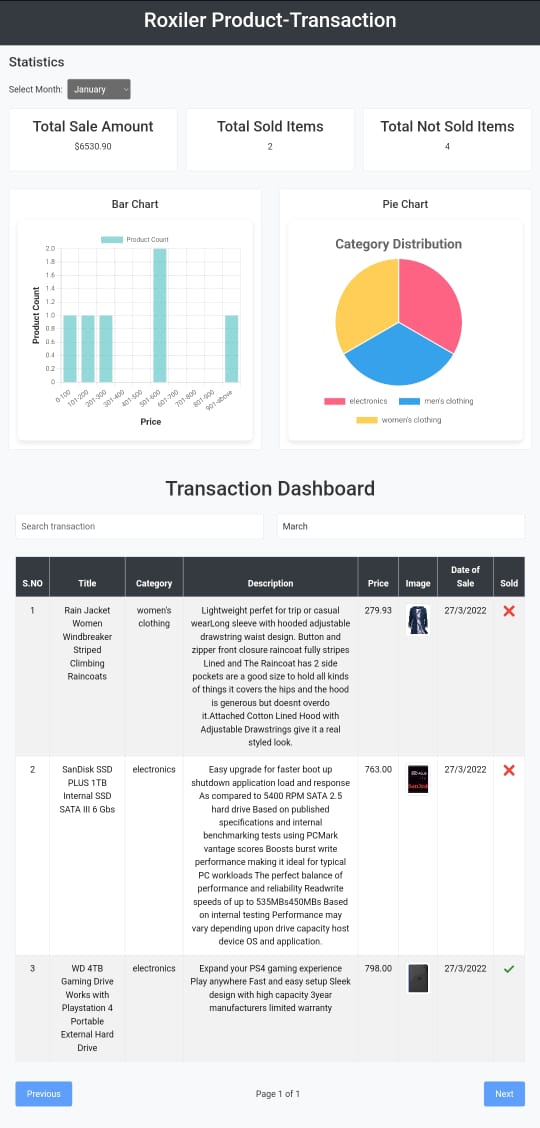 Roxiler Product-Transaction
Statistics
Select Month: January
Total Sale Amount
$6530.90
Total Sold Items
2
Total Not Sold Items
4
Bar Chart
Product Count
2.0
1.8
1.6
1.4
1.2
1.0
0.8
0.6
0.4
0.2
0
Product Count
0-100
101-200
201-300
301-400
401-500
501-600
601-700
701-800
801-900
901-above
Price
Pie Chart
Category Distribution
electronics
men's clothing
women's clothing
Transaction Dashboard
Search transaction
March
S.NO
Title
Category
Description
Price
Image
Date of
Sale
Sold
1
Rain Jacket
Women
Windbreaker
Striped
Climbing
Raincoats
women's
clothing
Lightweight perfet for trip or casual
wearLong sleeve with hooded adjustable
drawstring waist design. Button and
zipper front closure raincoat fully stripes
Lined and The Raincoat has 2 side
pockets are a good size to hold all kinds
of things it covers the hips and the hood
is generous but doesnt overdo
it.Attached Cotton Lined Hood with
Adjustable Drawstrings give it a real
styled look.
279.93
27/3/2022
2
SanDisk SSD
PLUS 1TB
Internal SSD
SATA III 6 Gbs
electronics
Easy upgrade for faster boot up
shutdown application load and response
As compared to 5400 RPM SATA 2.5
hard drive Based on published
specifications and internal
benchmarking tests using PCMark
vantage scores Boosts burst write
performance making it ideal for typical
PC workloads The perfect balance of
performance and reliability Readwrite
speeds of up to 535MBs450MBs Based
on internal testing Performance may
vary depending upon drive capacity host
device OS and application.
763.00
SanDisk
27/3/2022
3
WD 4TB
Gaming Drive
Works with
Playstation 4
Portable
External Hard
Drive
electronics
Expand your PS4 gaming experience
Play anywhere Fast and easy setup Sleek
design with high capacity 3year
manufacturers limited warranty
798.00
27/3/2022
Previous
Page 1 of 1
Next